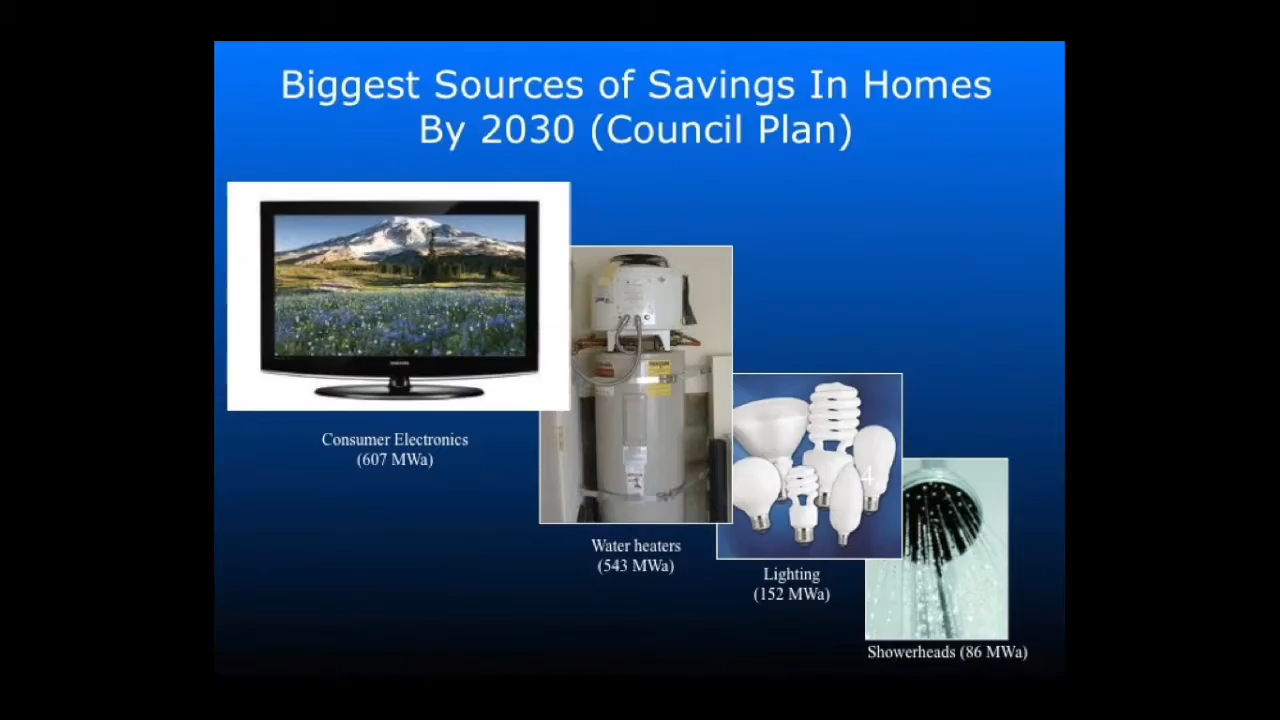 Biggest Sources of Savings In Homes
By 2030 (Council Plan)
Consumer Electronics
(607 MWa)
Water heaters
(543 MWa)
4
Lighting
(152 MWa)
Showerheads (86 MWa)